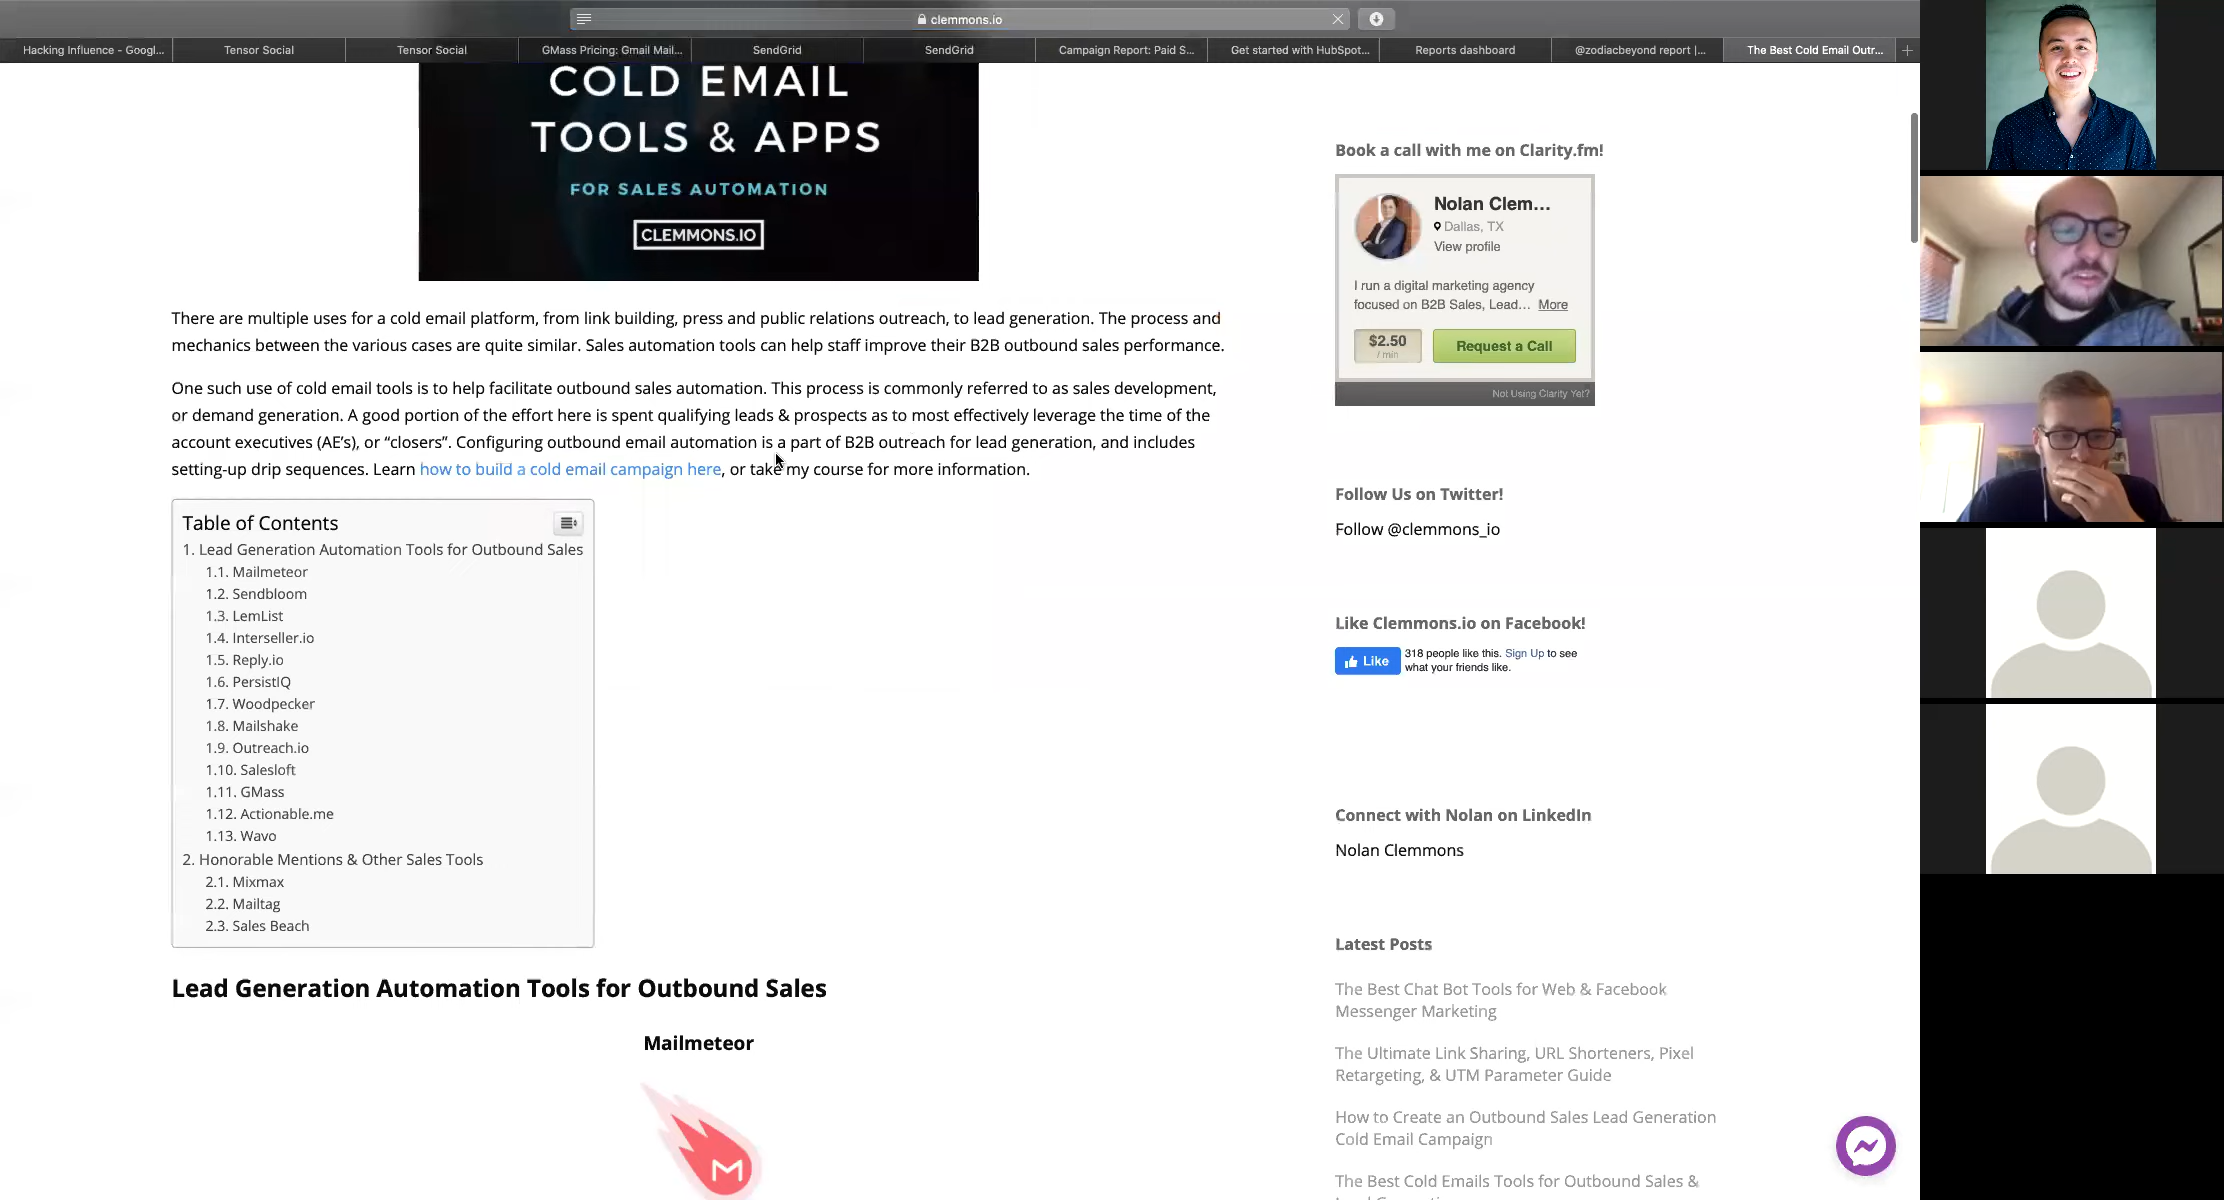 clemmons.io
Hacking Influence - Googl...
Tensor Social
Tensor Social
GMass Pricing: Gmail Mail...
SendGrid
SendGrid
Campaign Report: Paid S...
Get started with HubSpot...
Reports dashboard
@zodiacbeyond report |...
The Best Cold Email Outr...
COLD EMAIL
TOOLS & APPS
FOR SALES AUTOMATION
CLEMMONS.IO
There are multiple uses for a cold email platform, from link building, press and public relations outreach, to lead generation. The process and
mechanics between the various cases are quite similar. Sales automation tools can help staff improve their B2B outbound sales performance.
One such use of cold email tools is to help facilitate outbound sales automation. This process is commonly referred to as sales development,
or demand generation. A good portion of the effort here is spent qualifying leads & prospects as to most effectively leverage the time of the
account executives (AE's), or “closers”. Configuring outbound email automation is a part of B2B outreach for lead generation, and includes
setting-up drip sequences. Learn how to build a cold email campaign here, or take my course for more information.
Table of Contents
1. Lead Generation Automation Tools for Outbound Sales
1.1. Mailmeteor
1.2. Sendbloom
1.3. LemList
1.4. Interseller.io
1.5. Reply.io
1.6. PersistIQ
1.7. Woodpecker
1.8. Mailshake
1.9. Outreach.io
1.10. Salesloft
1.11. GMass
1.12. Actionable.me
1.13. Wavo
2. Honorable Mentions & Other Sales Tools
2.1. Mixmax
2.2. Mailtag
2.3. Sales Beach
Lead Generation Automation Tools for Outbound Sales
Mailmeteor
M
Book a call with me on Clarity.fm!
Nolan Clem...
Dallas, TX
View profile
I run a digital marketing agency
focused on B2B Sales, Lead... More
$2.50
/ min
Request a Call
Not Using Clarity Yet?
Follow Us on Twitter!
Follow @clemmons_io
Like Clemmons.io on Facebook!
Like
318 people like this. Sign Up to see
what your friends like.
Connect with Nolan on LinkedIn
Nolan Clemmons
Latest Posts
The Best Chat Bot Tools for Web & Facebook
Messenger Marketing
The Ultimate Link Sharing, URL Shorteners, Pixel
Retargeting, & UTM Parameter Guide
How to Create an Outbound Sales Lead Generation
Cold Email Campaign
The Best Cold Emails Tools for Outbound Sales &